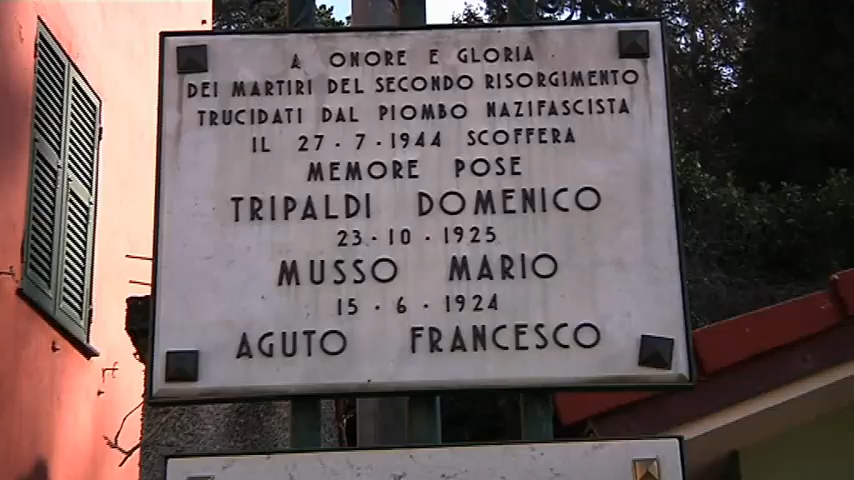 A ONORE E GLORIA
DEI MARTIRI DEL SECONDO RISORGIMENTO
TRUCIDATI DAL PIOMBO NAZIFASCISTA
IL 27·7·1944 SCOFFERA
MEMORE POSE
TRIPALDI DOMENICO
23·10·1925
MUSSO MARIO
15·6·1924
AGUTO FRANCESCO